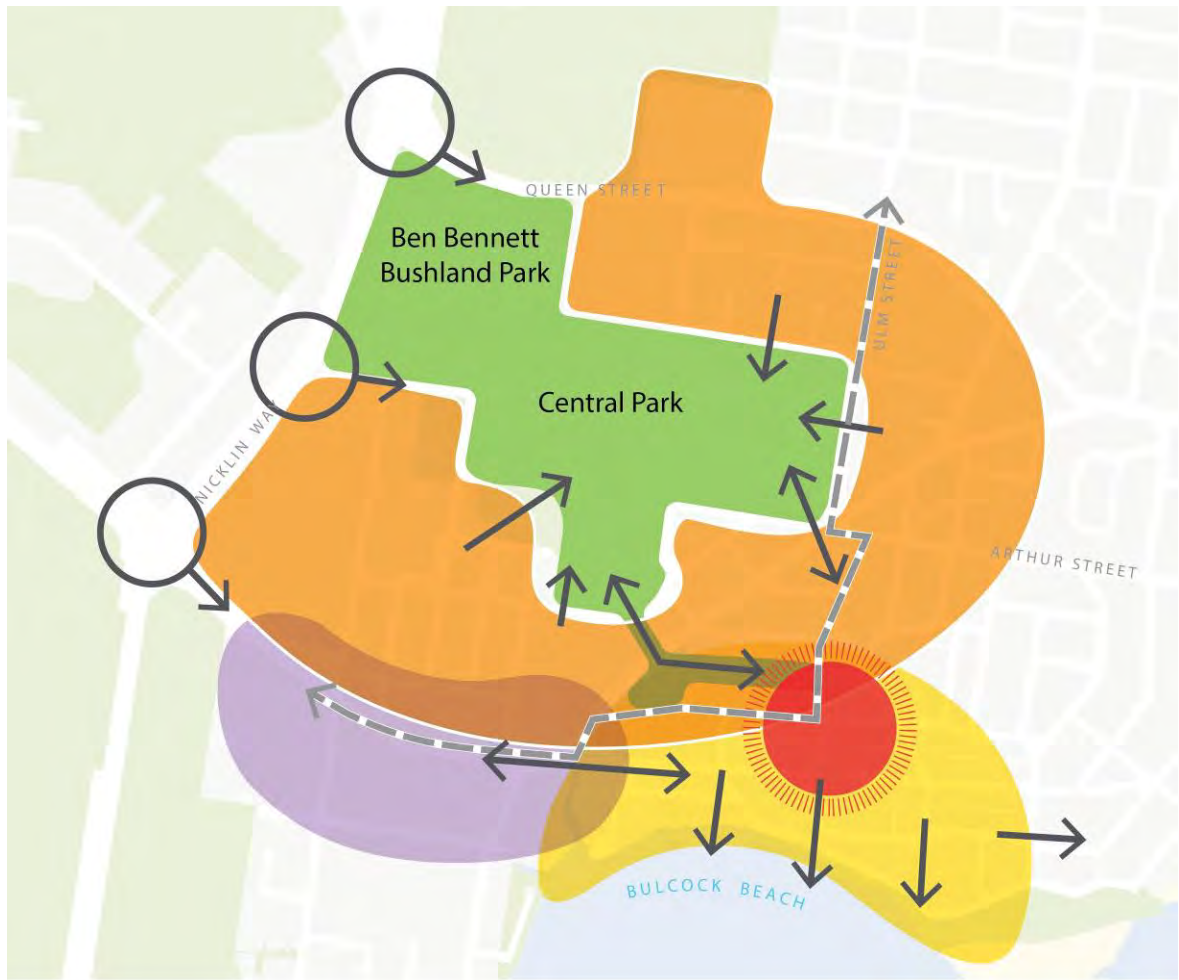 QUEEN STREET
Ben Bennett
Bushland Park
ULM STREET
Central Park
NICKLIN WAY
ARTHUR STREET
BULCOCK BEACH